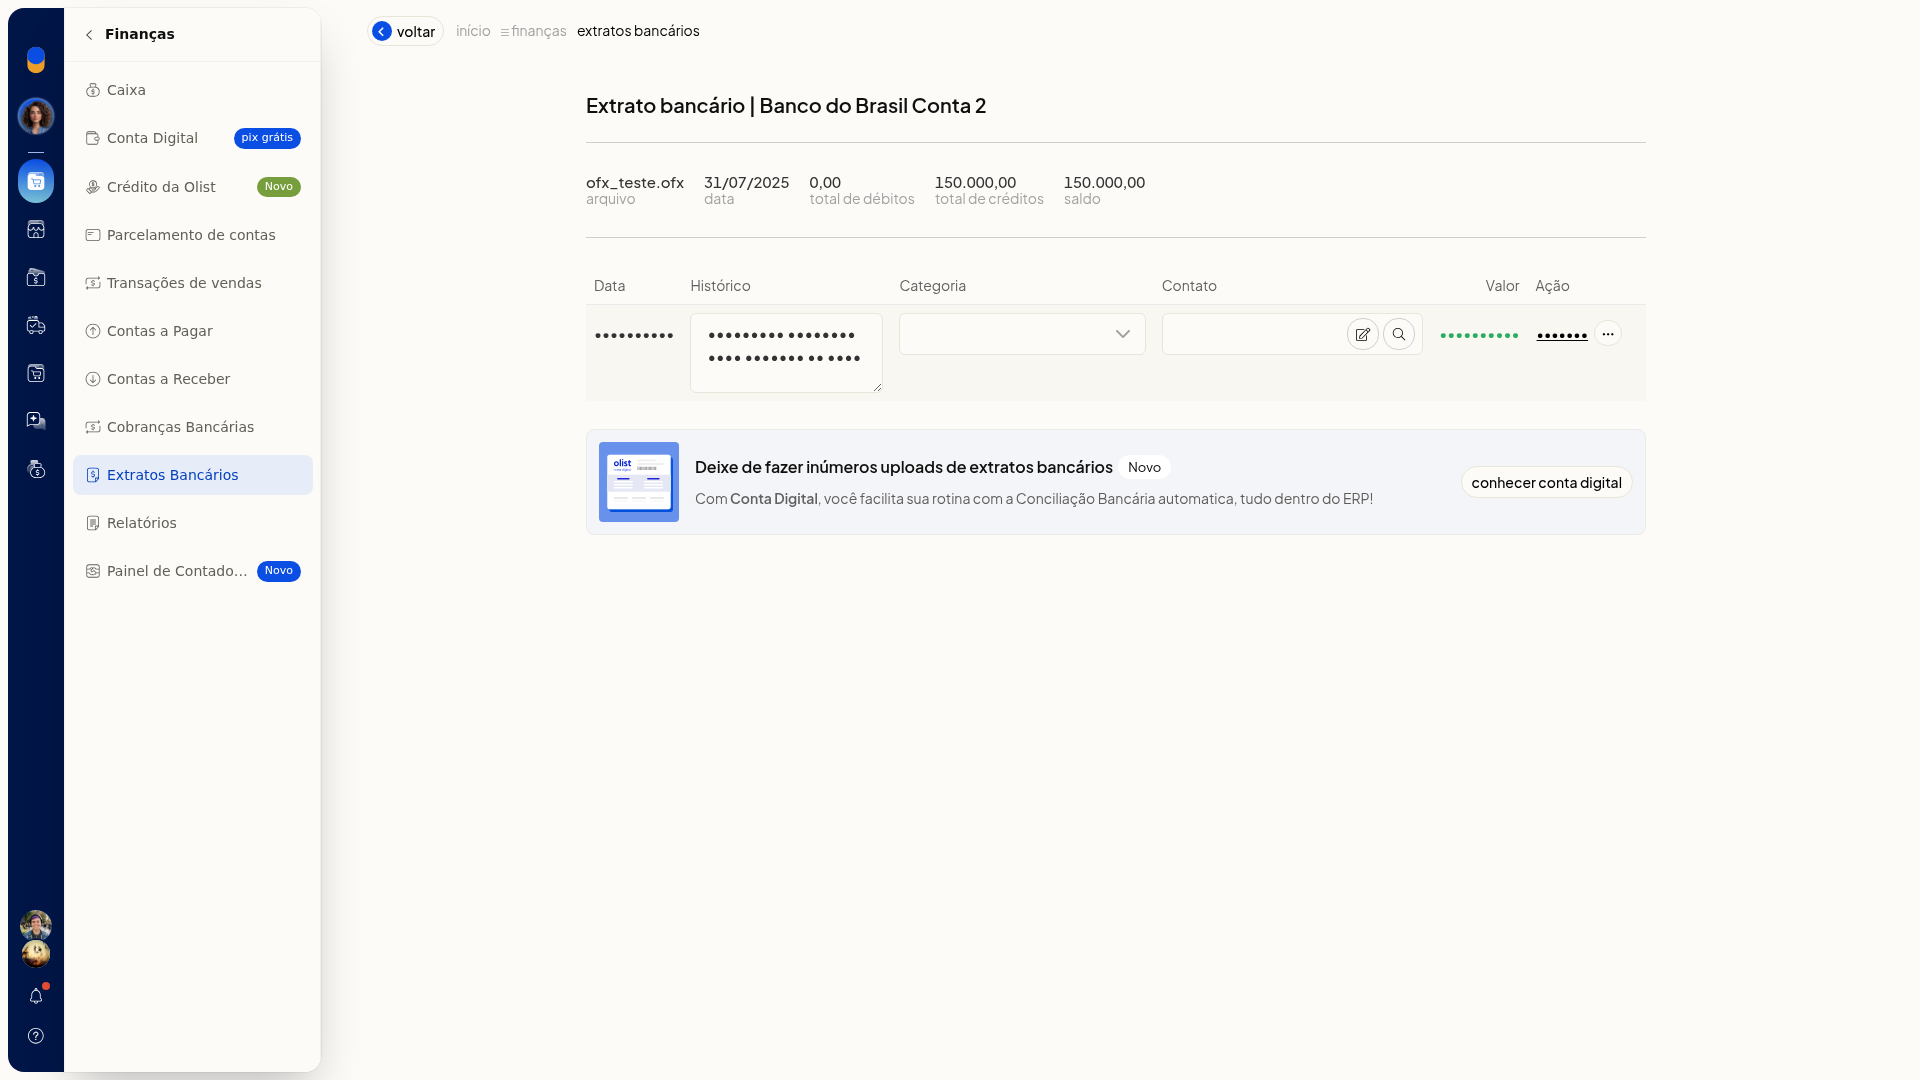 Finanças
Caixa
Conta Digital pix grátis
Crédito da Olist Novo
Parcelamento de contas
Transações de vendas
Contas a Pagar
Contas a Receber
Cobranças Bancárias
Extratos Bancários
Relatórios
Painel de Contado... Novo
voltar início finanças extratos bancários
Extrato bancário | Banco do Brasil Conta 2
ofx_teste.ofx 31/07/2025 0,00 150.000,00 150.000,00
arquivo data total de débitos total de créditos saldo
Data Histórico Categoria Contato Valor Ação
•••••••••• ••••••••• •••••••• •••••••••• •••••••
•••• ••••••• •• ••••
olist
Deixe de fazer inúmeros uploads de extratos bancários Novo
Com Conta Digital, você facilita sua rotina com a Conciliação Bancária automatica, tudo dentro do ERP!
conhecer conta digital